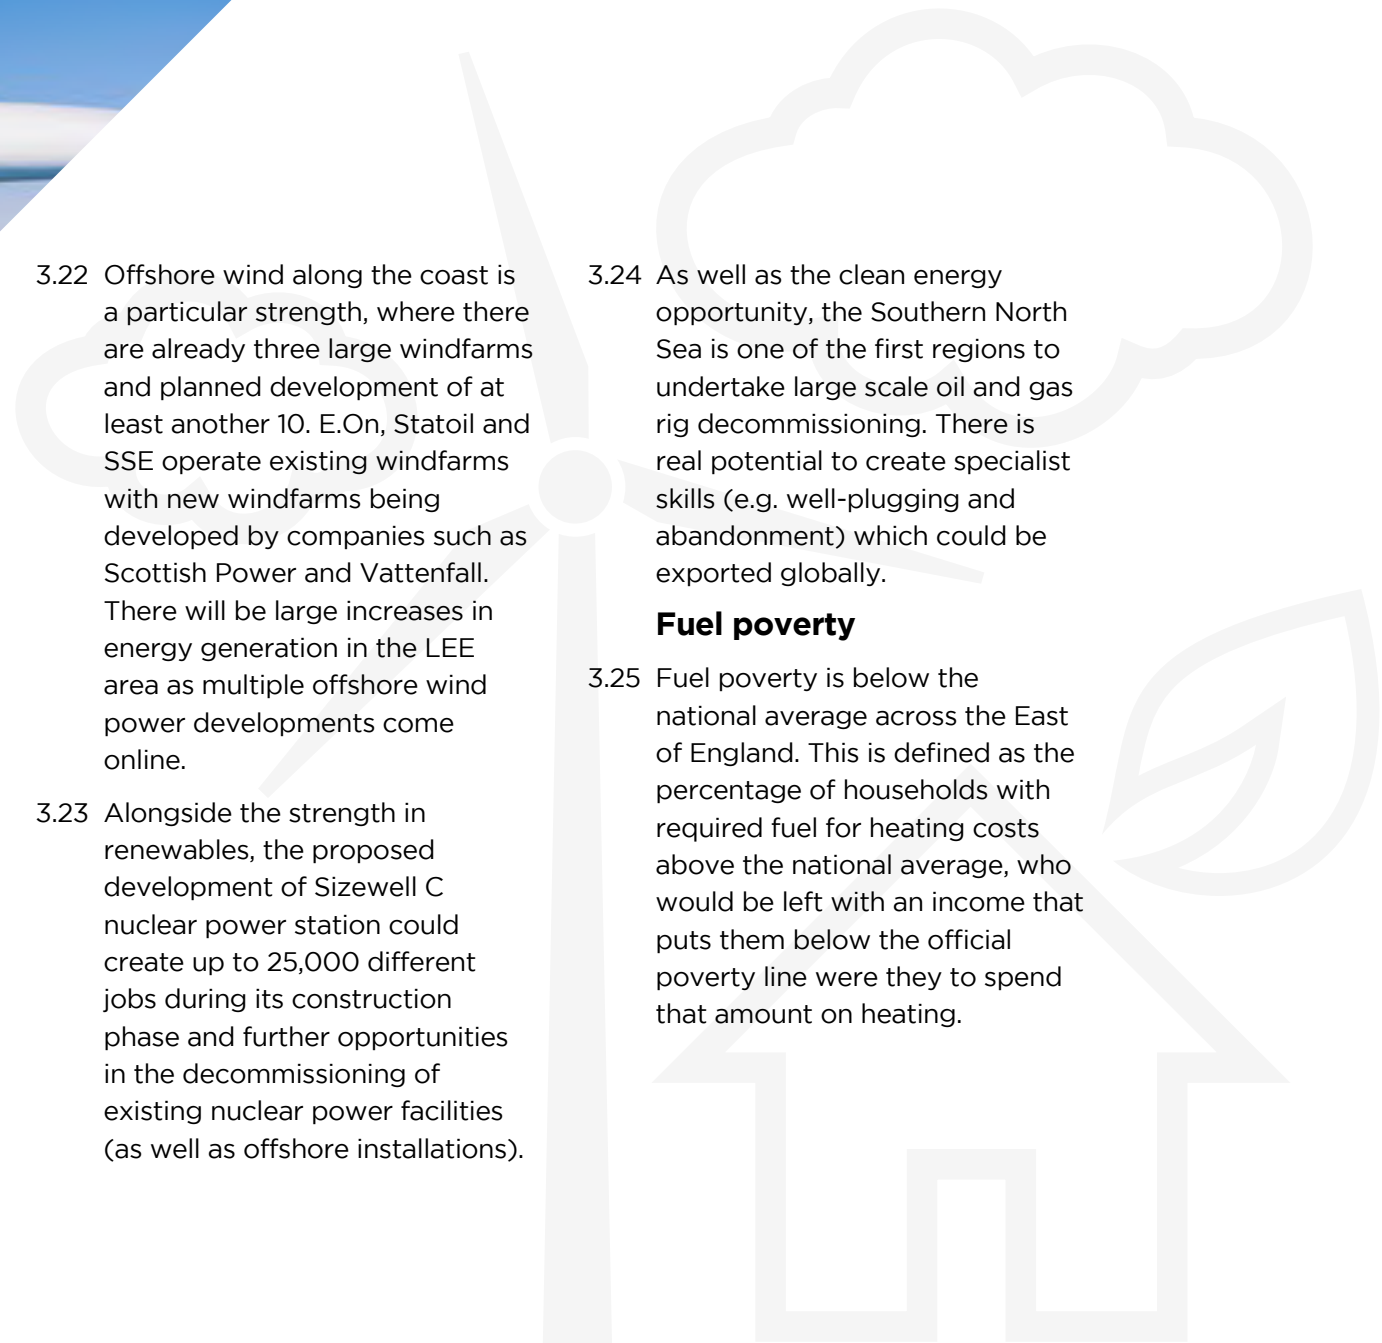 3.22 Offshore wind along the coast is
a particular strength, where there
are already three large windfarms
and planned development of at
least another 10. E.On, Statoil and
SSE operate existing windfarms
with new windfarms being
developed by companies such as
Scottish Power and Vattenfall.
There will be large increases in
energy generation in the LEE
area as multiple offshore wind
power developments come
online.
3.23 Alongside the strength in
renewables, the proposed
development of Sizewell C
nuclear power station could
create up to 25,000 different
jobs during its construction
phase and further opportunities
in the decommissioning of
existing nuclear power facilities
(as well as offshore installations).
3.24 As well as the clean energy
opportunity, the Southern North
Sea is one of the first regions to
undertake large scale oil and gas
rig decommissioning. There is
real potential to create specialist
skills (e.g. well-plugging and
abandonment) which could be
exported globally.
Fuel poverty
3.25 Fuel poverty is below the
national average across the East
of England. This is defined as the
percentage of households with
required fuel for heating costs
above the national average, who
would be left with an income that
puts them below the official
poverty line were they to spend
that amount on heating.